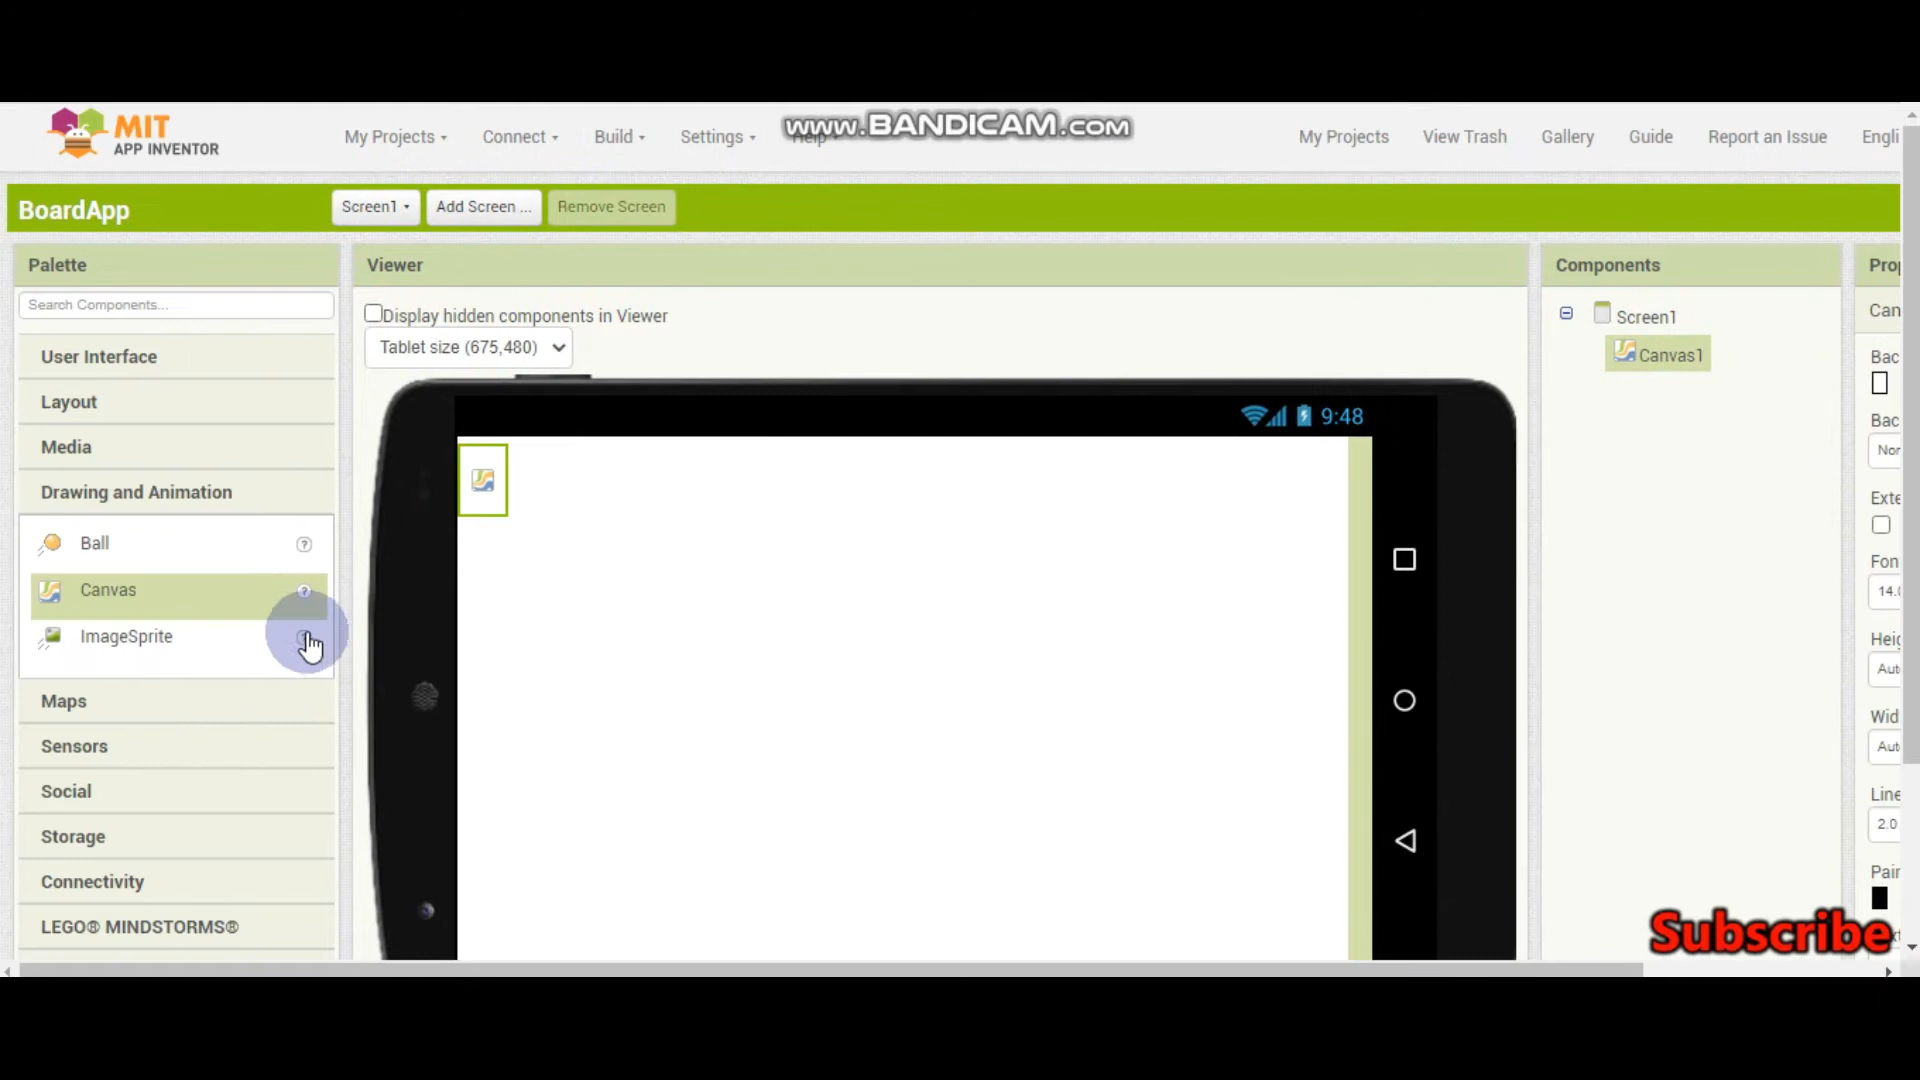 www.BANDICAM.com
MIT
APP INVENTOR
My Projects
Connect
Build
Settings
Help
My Projects
View Trash
Gallery
Guide
Report an Issue
Engli
BoardApp
Screen1
Add Screen ...
Remove Screen
Palette
Search Components...
User Interface
Layout
Media
Drawing and Animation
Ball
?
Canvas
?
ImageSprite
Maps
Sensors
Social
Storage
Connectivity
LEGO® MINDSTORMS®
Viewer
Display hidden components in Viewer
Tablet size (675,480)
9:48
Components
Screen1
Canvas1
Prop
Can
Bac
Bac
Nor
Exte
Fon
14.0
Heig
Aut
Wid
Aut
Line
2.0
Pain
Subscribe